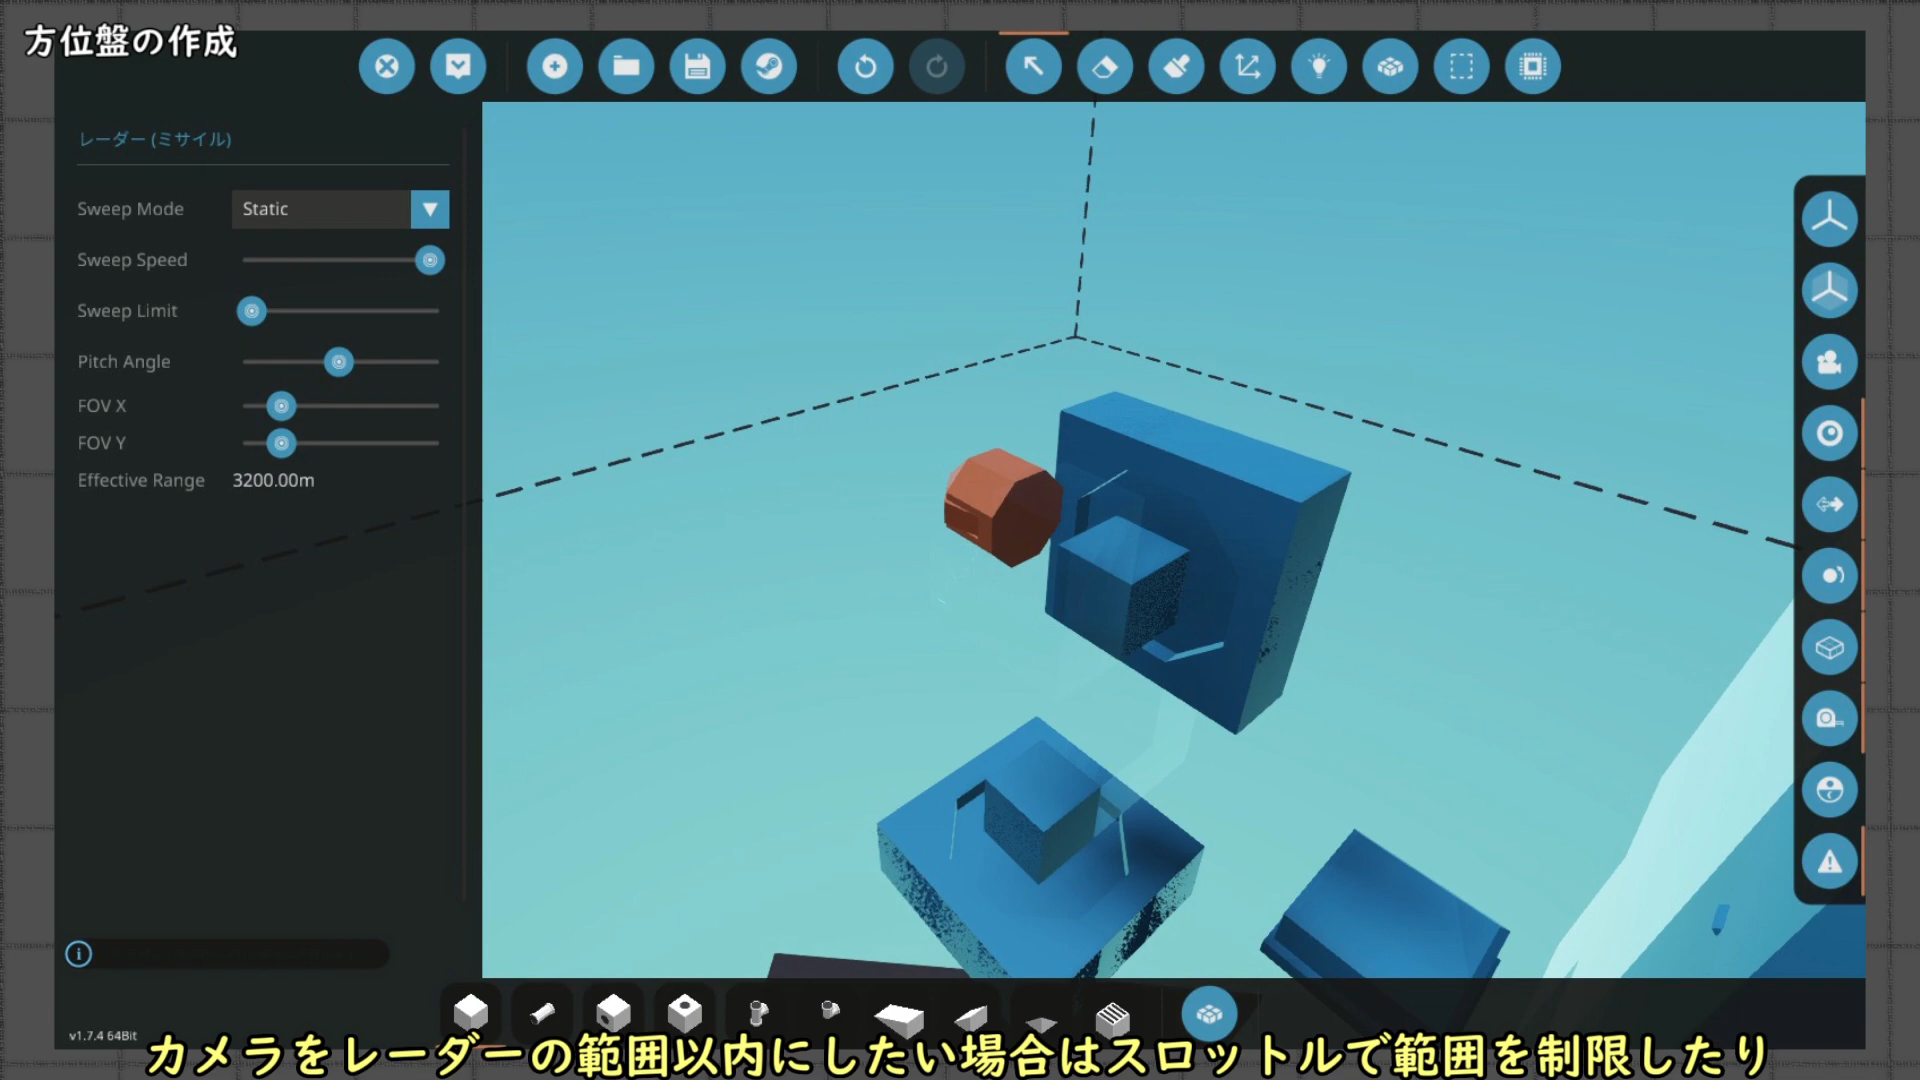 方位盤の作成
レーダー (ミサイル)
Sweep Mode Static
Sweep Speed
Sweep Limit
Pitch Angle
FOV X
FOV Y
Effective Range 3200.00m
v1.7.4 64Bit
カメラをレーダーの範囲以内にしたい場合はスロットルで範囲を制限したり